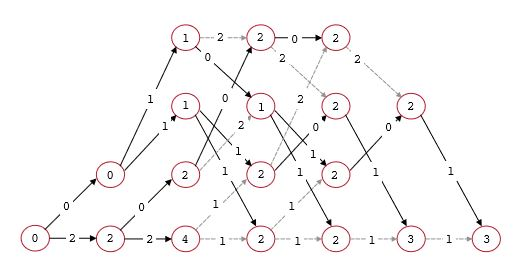 1 2 2 0 2
0 2 2
1 1 1 2 2
1 0 2 2 0 0
1 1
0 2 2 2
1 1 1 1
0 0 1 1
0 2 2 2 4 1 2 1 2 1 3 1 3